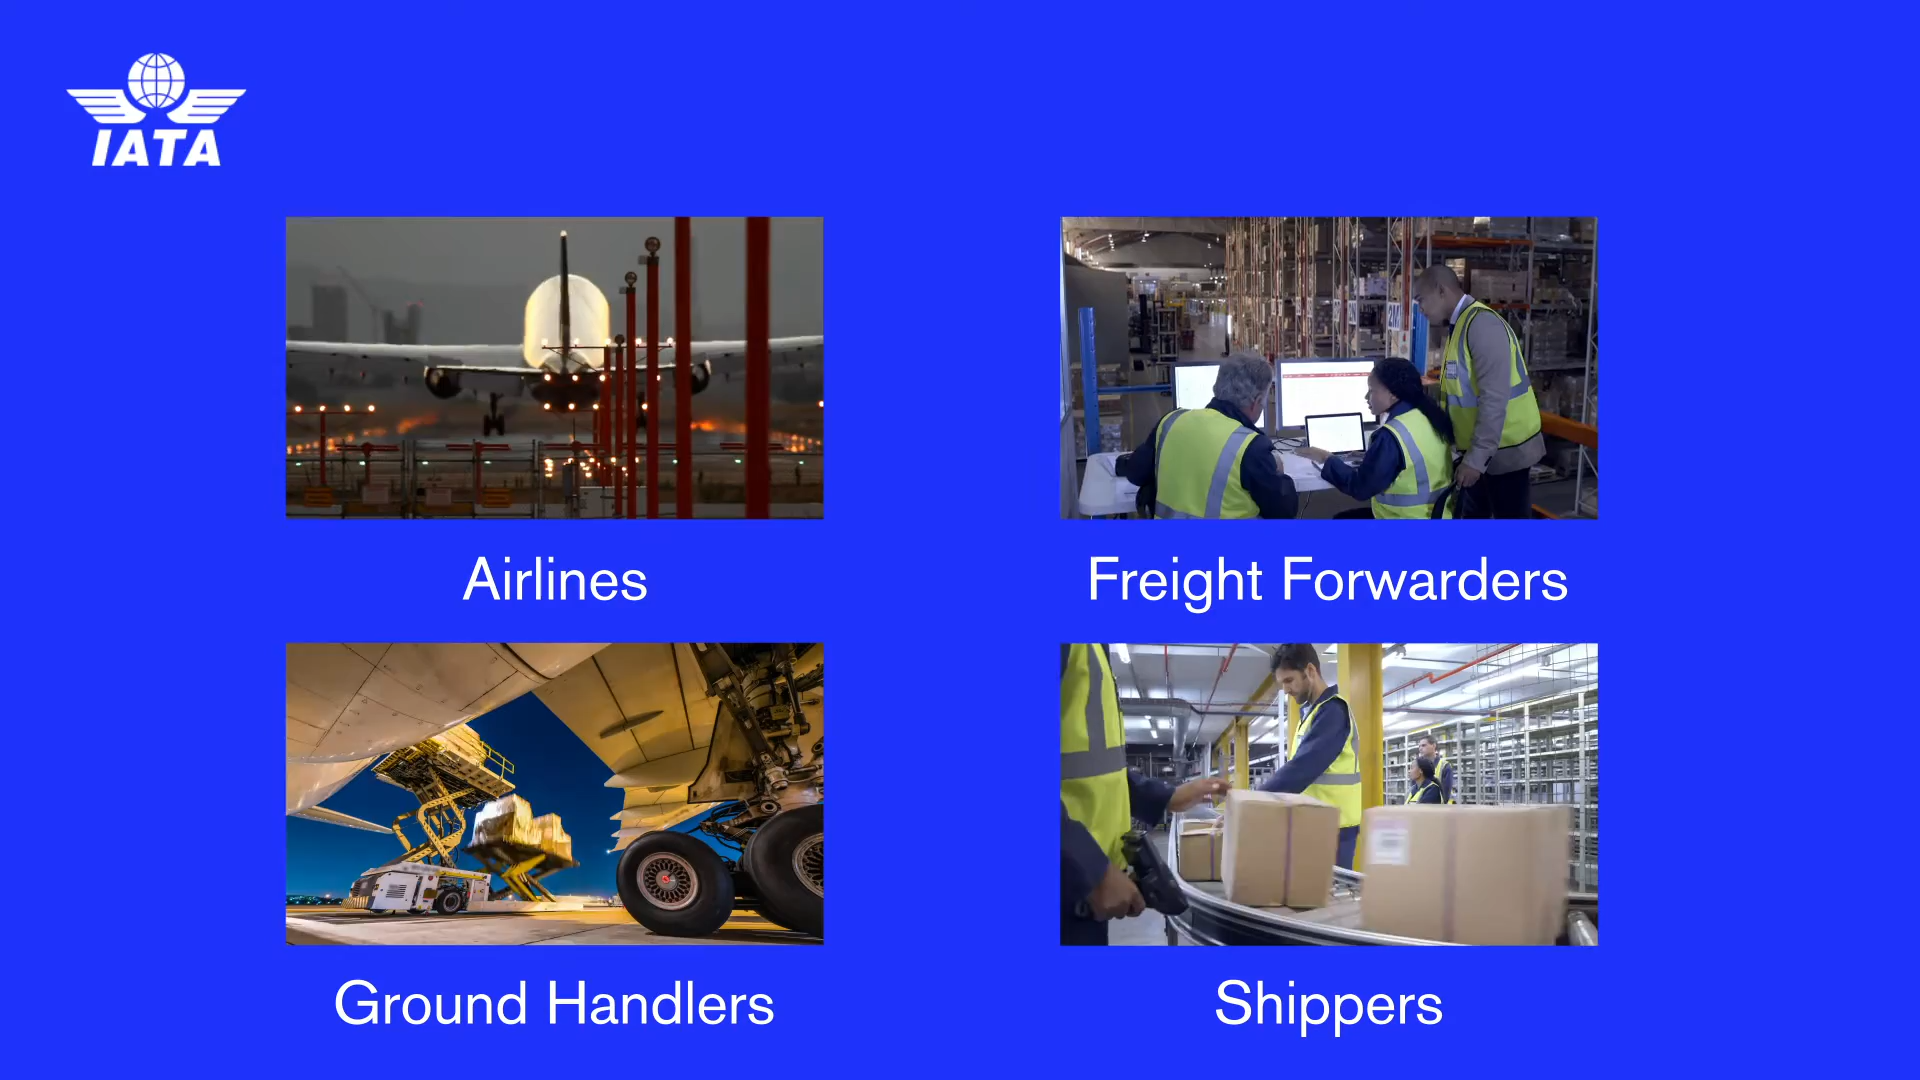 IATA
Airlines
Freight Forwarders
Ground Handlers
Shippers